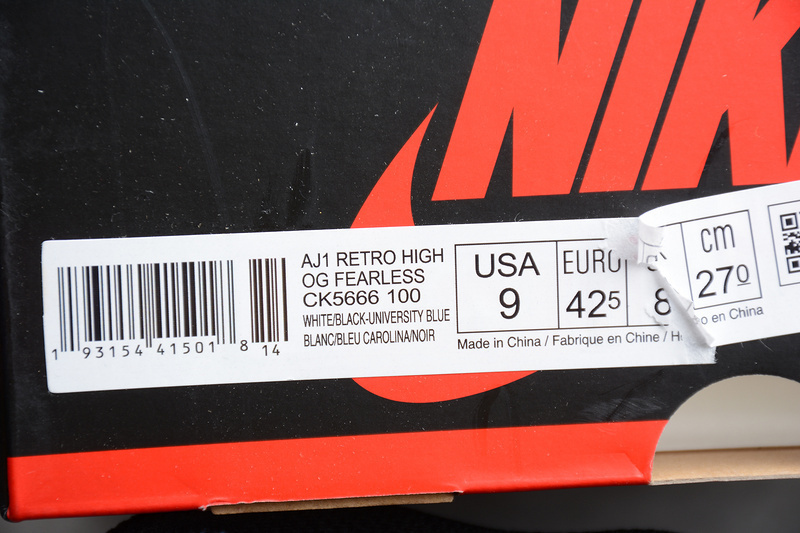 NIK
AJ1 RETRO HIGH
OG FEARLESS
CK5666 100
WHITE/BLACK-UNIVERSITY BLUE
BLANC/BLEU CAROLINA/NOIR
1 93154 41501 8 14
USA
9
EURO
42 5
8
cm
27 0
Made in China / Fabriqué en Chine / H
o en China